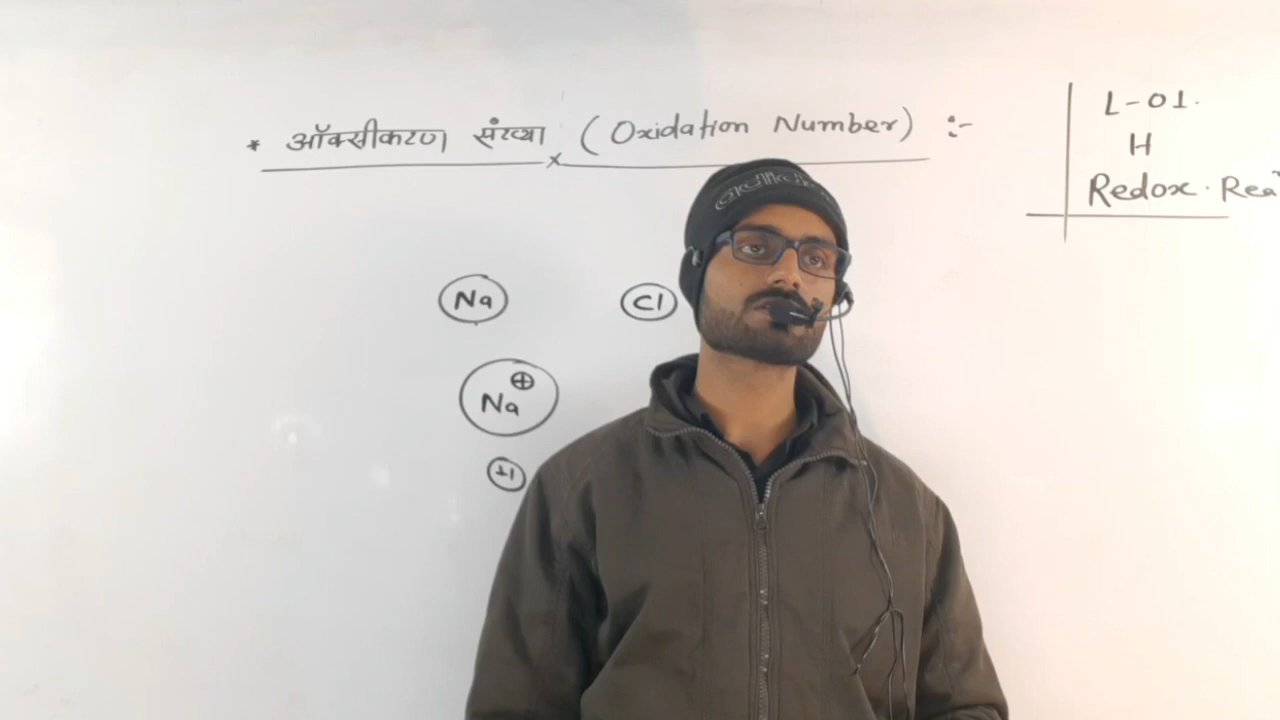 * ऑक्सीकरण संख्या (Oxidation Number) :-
L-01.
H
Redox. Rea
Na Cl
Na⊕
+1